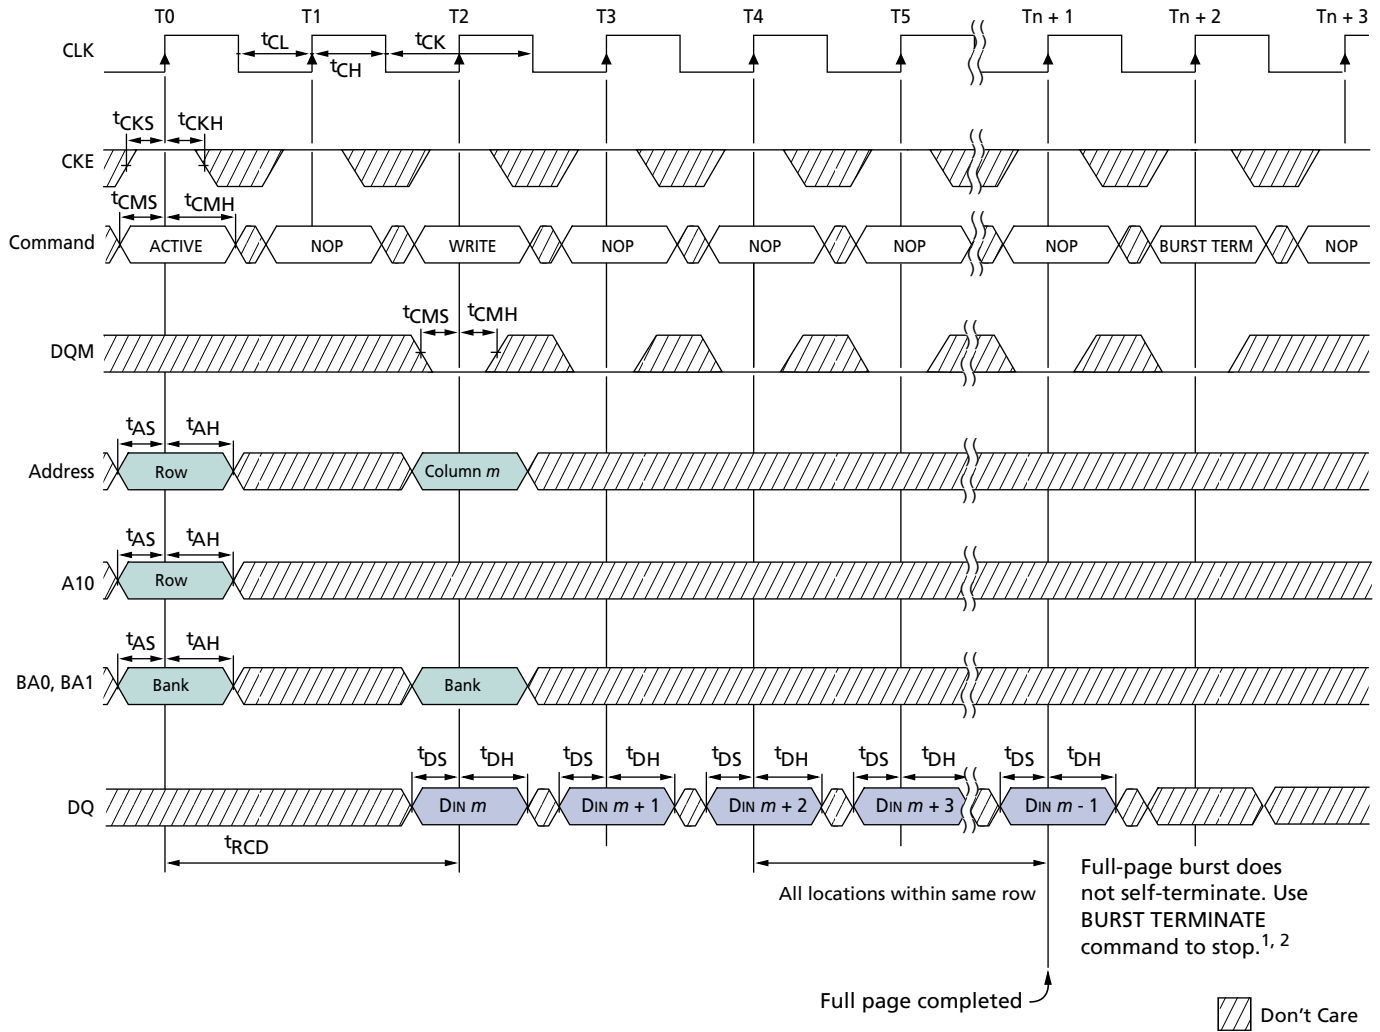 T0 T1 T2 T3 T4 T5 Tn + 1 Tn + 2 Tn + 3
CLK
tCL tCK
tCH
tCKS tCKH
CKE
tCMS tCMH
Command ACTIVE NOP WRITE NOP NOP NOP NOP BURST TERM NOP
tCMS tCMH
DQM
tAS tAH
Address Row Column m
tAS tAH
A10 Row
tAS tAH
BA0, BA1 Bank Bank
tDS tDH tDS tDH tDS tDH tDS tDH tDS tDH
DQ DIN m DIN m + 1 DIN m + 2 DIN m + 3 DIN m - 1
tRCD
All locations within same row
Full-page burst does
not self-terminate. Use
BURST TERMINATE
command to stop.1, 2
Full page completed
Don't Care